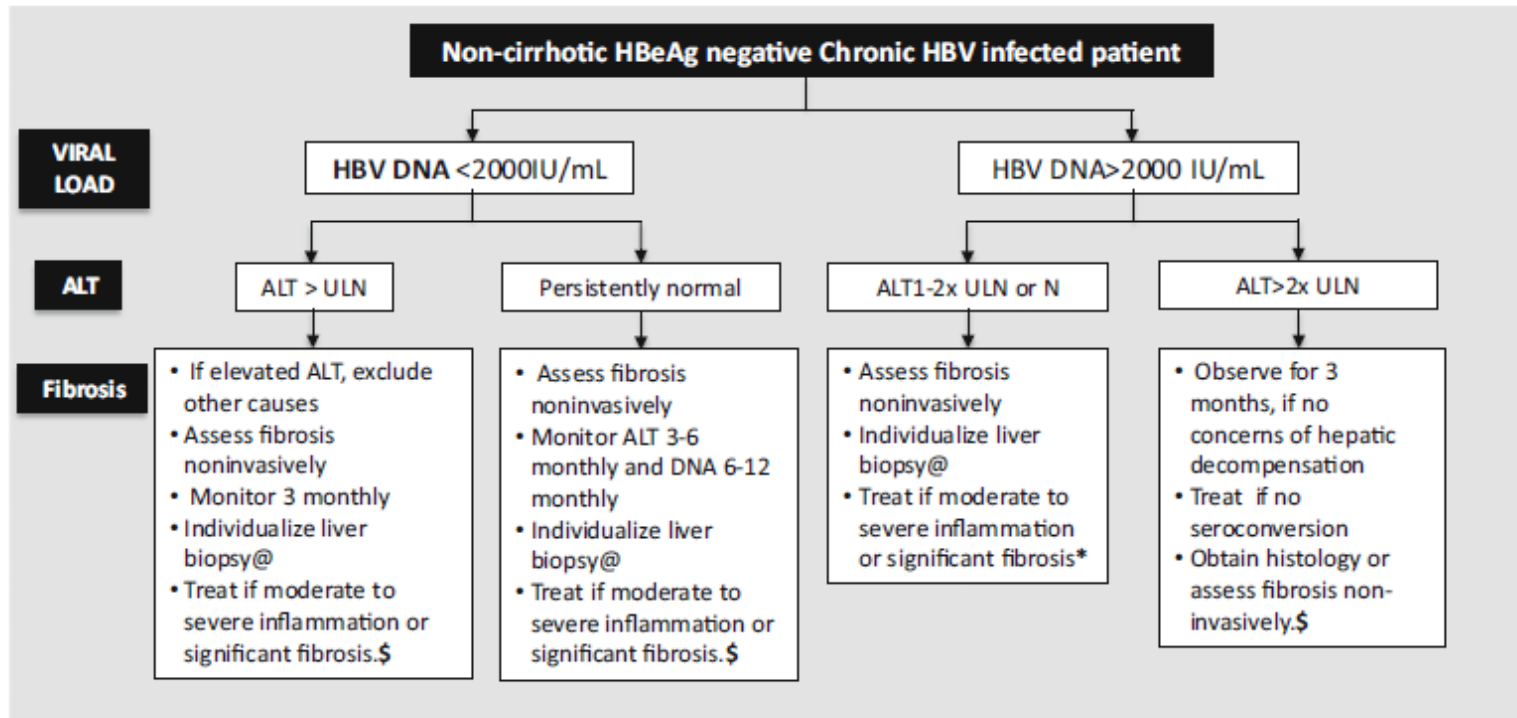 Non-cirrhotic HBeAg negative Chronic HBV infected patient
VIRAL
LOAD
HBV DNA <2000IU/mL
HBV DNA>2000 IU/mL
ALT
ALT > ULN
Persistently normal
ALT1-2x ULN or N
ALT>2x ULN
Fibrosis
• If elevated ALT, exclude
other causes
• Assess fibrosis
noninvasively
• Monitor 3 monthly
• Individualize liver
biopsy@
• Treat if moderate to
severe inflammation or
significant fibrosis.$
• Assess fibrosis
noninvasively
• Monitor ALT 3-6
monthly and DNA 6-12
monthly
• Individualize liver
biopsy@
• Treat if moderate to
severe inflammation or
significant fibrosis.$
• Assess fibrosis
noninvasively
• Individualize liver
biopsy@
• Treat if moderate to
severe inflammation
or significant fibrosis*
• Observe for 3
months, if no
concerns of hepatic
decompensation
• Treat if no
seroconversion
• Obtain histology or
assess fibrosis non-
invasively.$